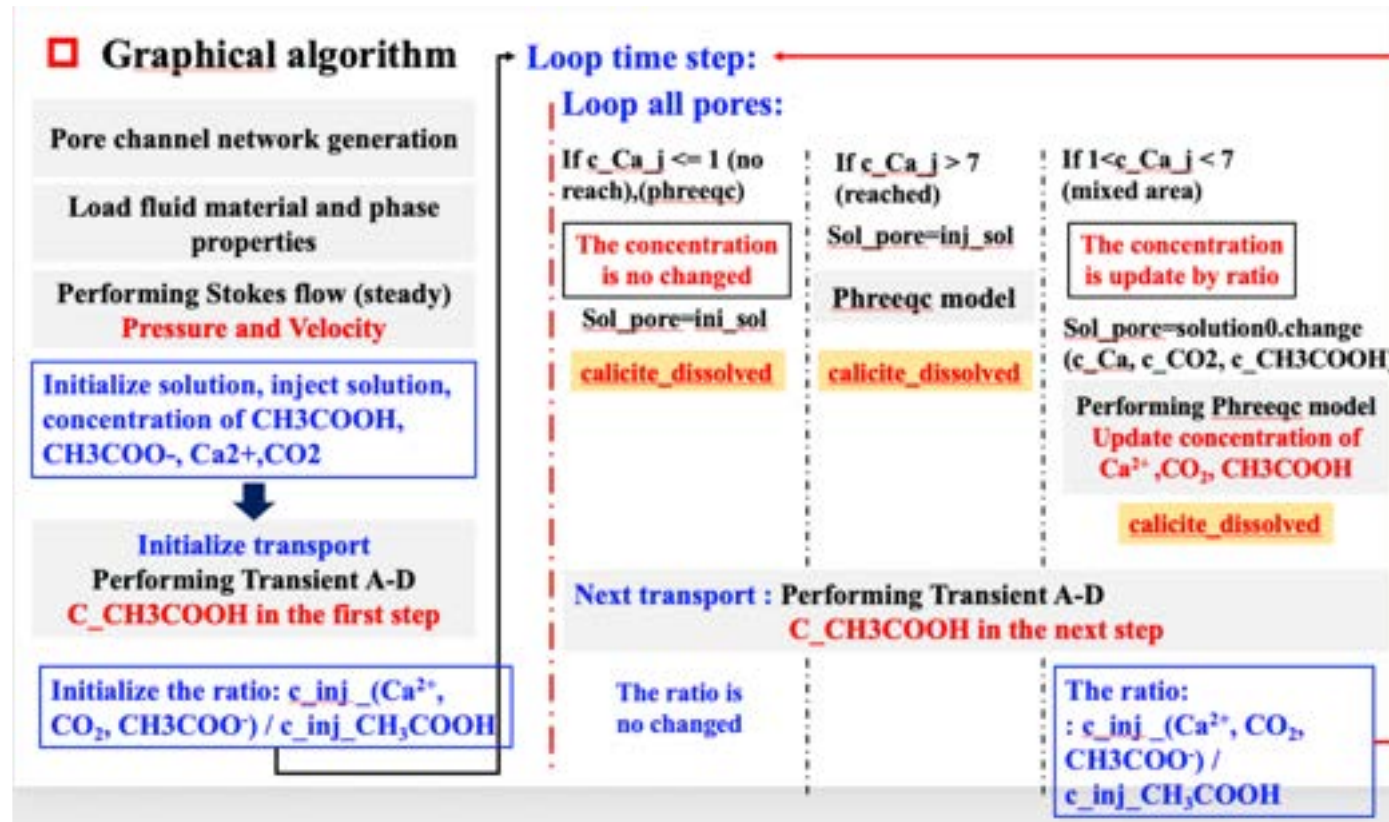 Graphical algorithm
Pore channel network generation
Load fluid material and phase
properties
Performing Stokes flow (steady)
Pressure and Velocity
Initialize solution, inject solution,
concentration of CH3COOH,
CH3COO-, Ca2+,CO2
Initialize transport
Performing Transient A-D
C_CH3COOH in the first step
Initialize the ratio: c_inj_(Ca²⁺,
CO₂, CH3COO⁻) / c_inj_CH₃COOH
Loop time step:
Loop all pores:
If c_Ca_j <= 1 (no
reach),(phreeqc)
The concentration
is no changed
Sol_pore=ini_sol
calicite_dissolved
If c_Ca_j > 7
(reached)
Sol_pore=inj_sol
Phreeqc model
calicite_dissolved
If 1<c_Ca_j < 7
(mixed area)
The concentration
is update by ratio
Sol_pore=solution0.change
(c_Ca, c_CO2, c_CH3COOH)
Performing Phreeqc model
Update concentration of
Ca²⁺ ,CO₂, CH3COOH
calicite_dissolved
Next transport : Performing Transient A-D
C_CH3COOH in the next step
The ratio is
no changed
The ratio:
: c_inj_(Ca²⁺, CO₂,
CH3COO⁻) /
c_inj_CH₃COOH